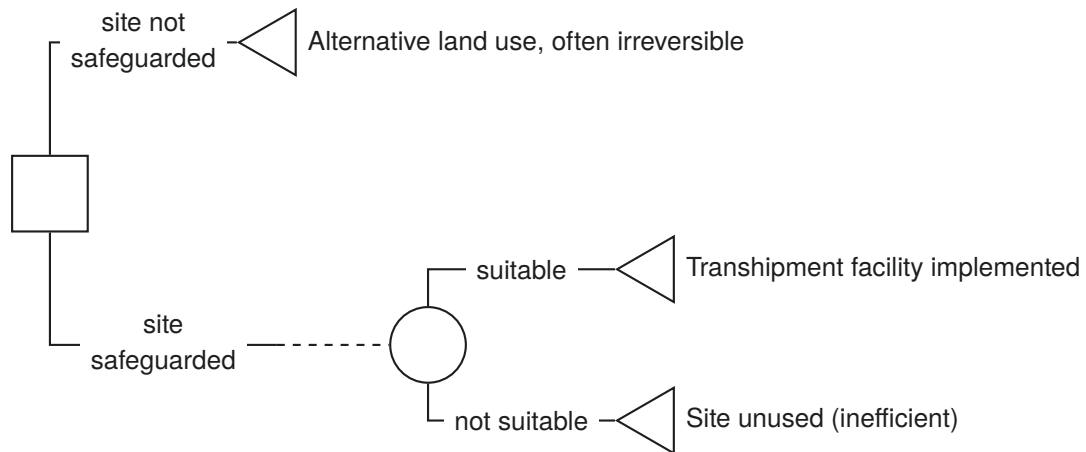 site not
safeguarded
Alternative land use, often irreversible
suitable
Transhipment facility implemented
site
safeguarded
not suitable
Site unused (inefficient)